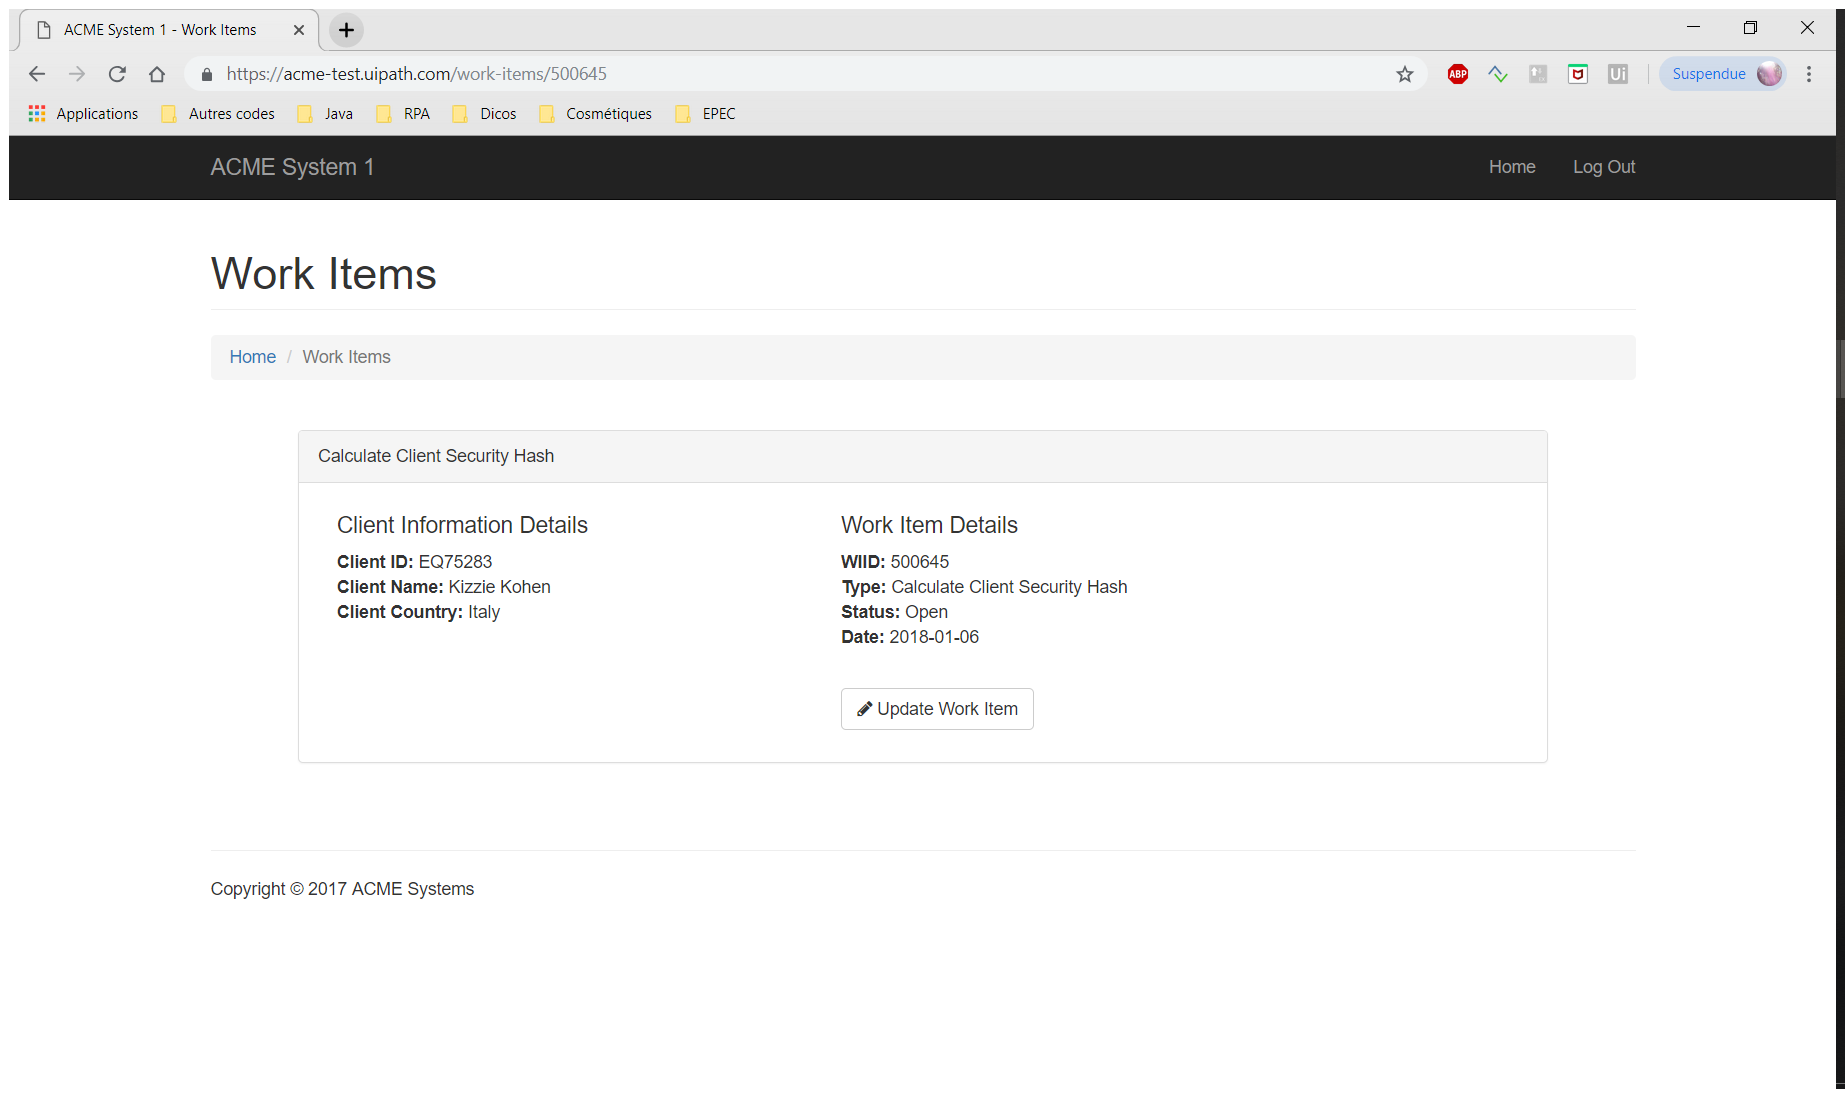 ACME System 1 - Work Items
https://acme-test.uipath.com/work-items/500645
ABP
Ui
Suspendue
Applications
Autres codes
Java
RPA
Dicos
Cosmétiques
EPEC
ACME System 1
Home
Log Out
Work Items
Home / Work Items
Calculate Client Security Hash
Client Information Details
Client ID: EQ75283
Client Name: Kizzie Kohen
Client Country: Italy
Work Item Details
WIID: 500645
Type: Calculate Client Security Hash
Status: Open
Date: 2018-01-06
Update Work Item
Copyright © 2017 ACME Systems